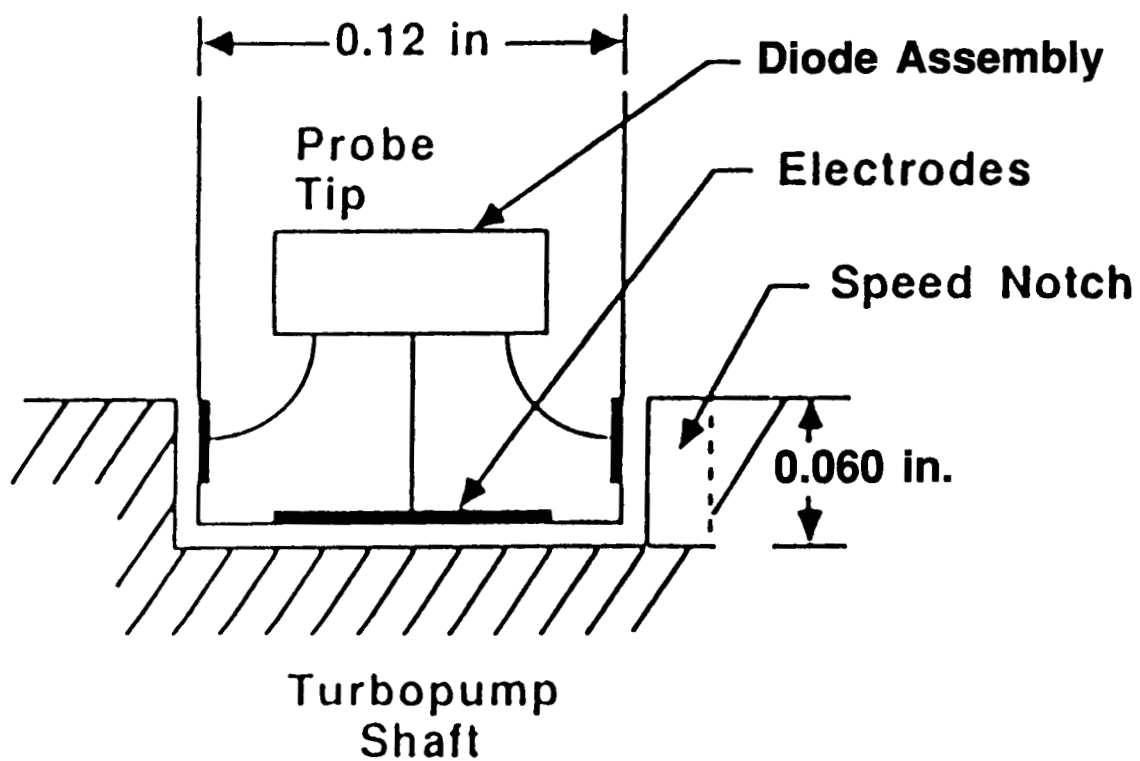 0.12 in
Diode Assembly
Probe
Tip
Electrodes
Speed Notch
0.060 in.
Turbopump
Shaft